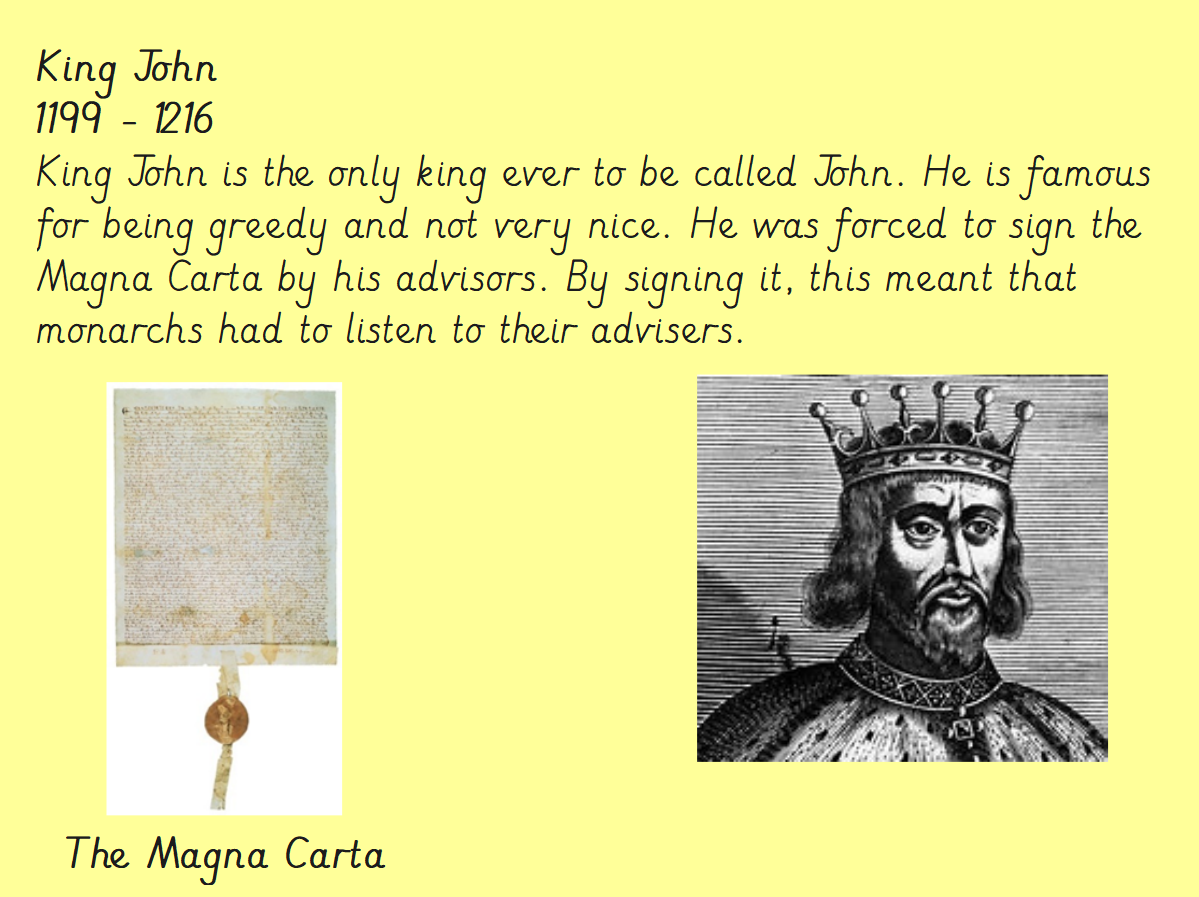 King John
1199 - 1216
King John is the only king ever to be called John. He is famous
for being greedy and not very nice. He was forced to sign the
Magna Carta by his advisors. By signing it, this meant that
monarchs had to listen to their advisers.
The Magna Carta